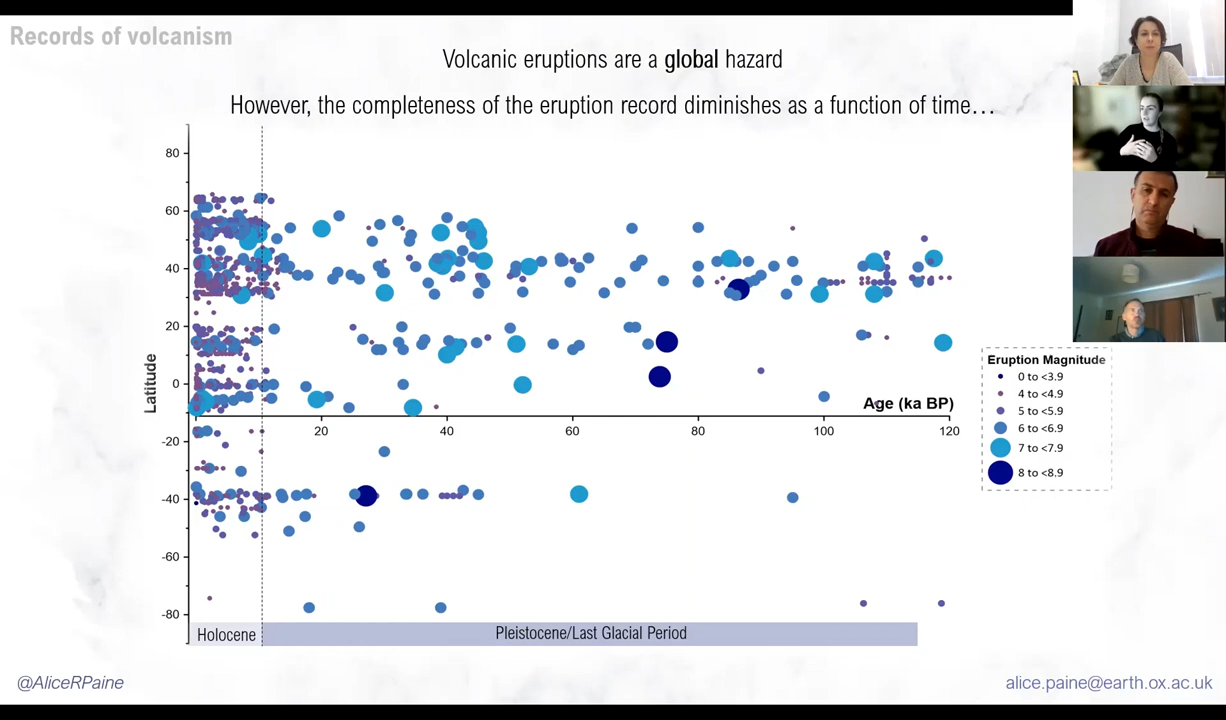 Records of volcanism
Volcanic eruptions are a global hazard
However, the completeness of the eruption record diminishes as a function of time…
80
60
40
20
0
-20
-40
-60
-80
Latitude
Age (ka BP)
20
40
60
80
100
120
Eruption Magnitude
0 to <3.9
4 to <4.9
5 to <5.9
6 to <6.9
7 to <7.9
8 to <8.9
Holocene
Pleistocene/Last Glacial Period
@AliceRPaine
alice.paine@earth.ox.ac.uk